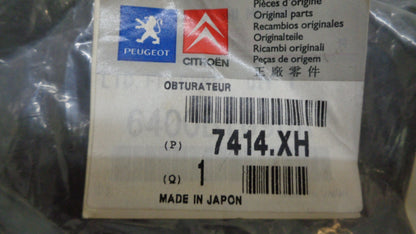 Pièces d'origine
Original parts
Recambios originales
Originalteile
Ricambi originali
Peças de origem
正廠零件
PEUGEOT
CITROËN
OBTURATEUR
(P) 7414.XH
(Q) 1
MADE IN JAPAN